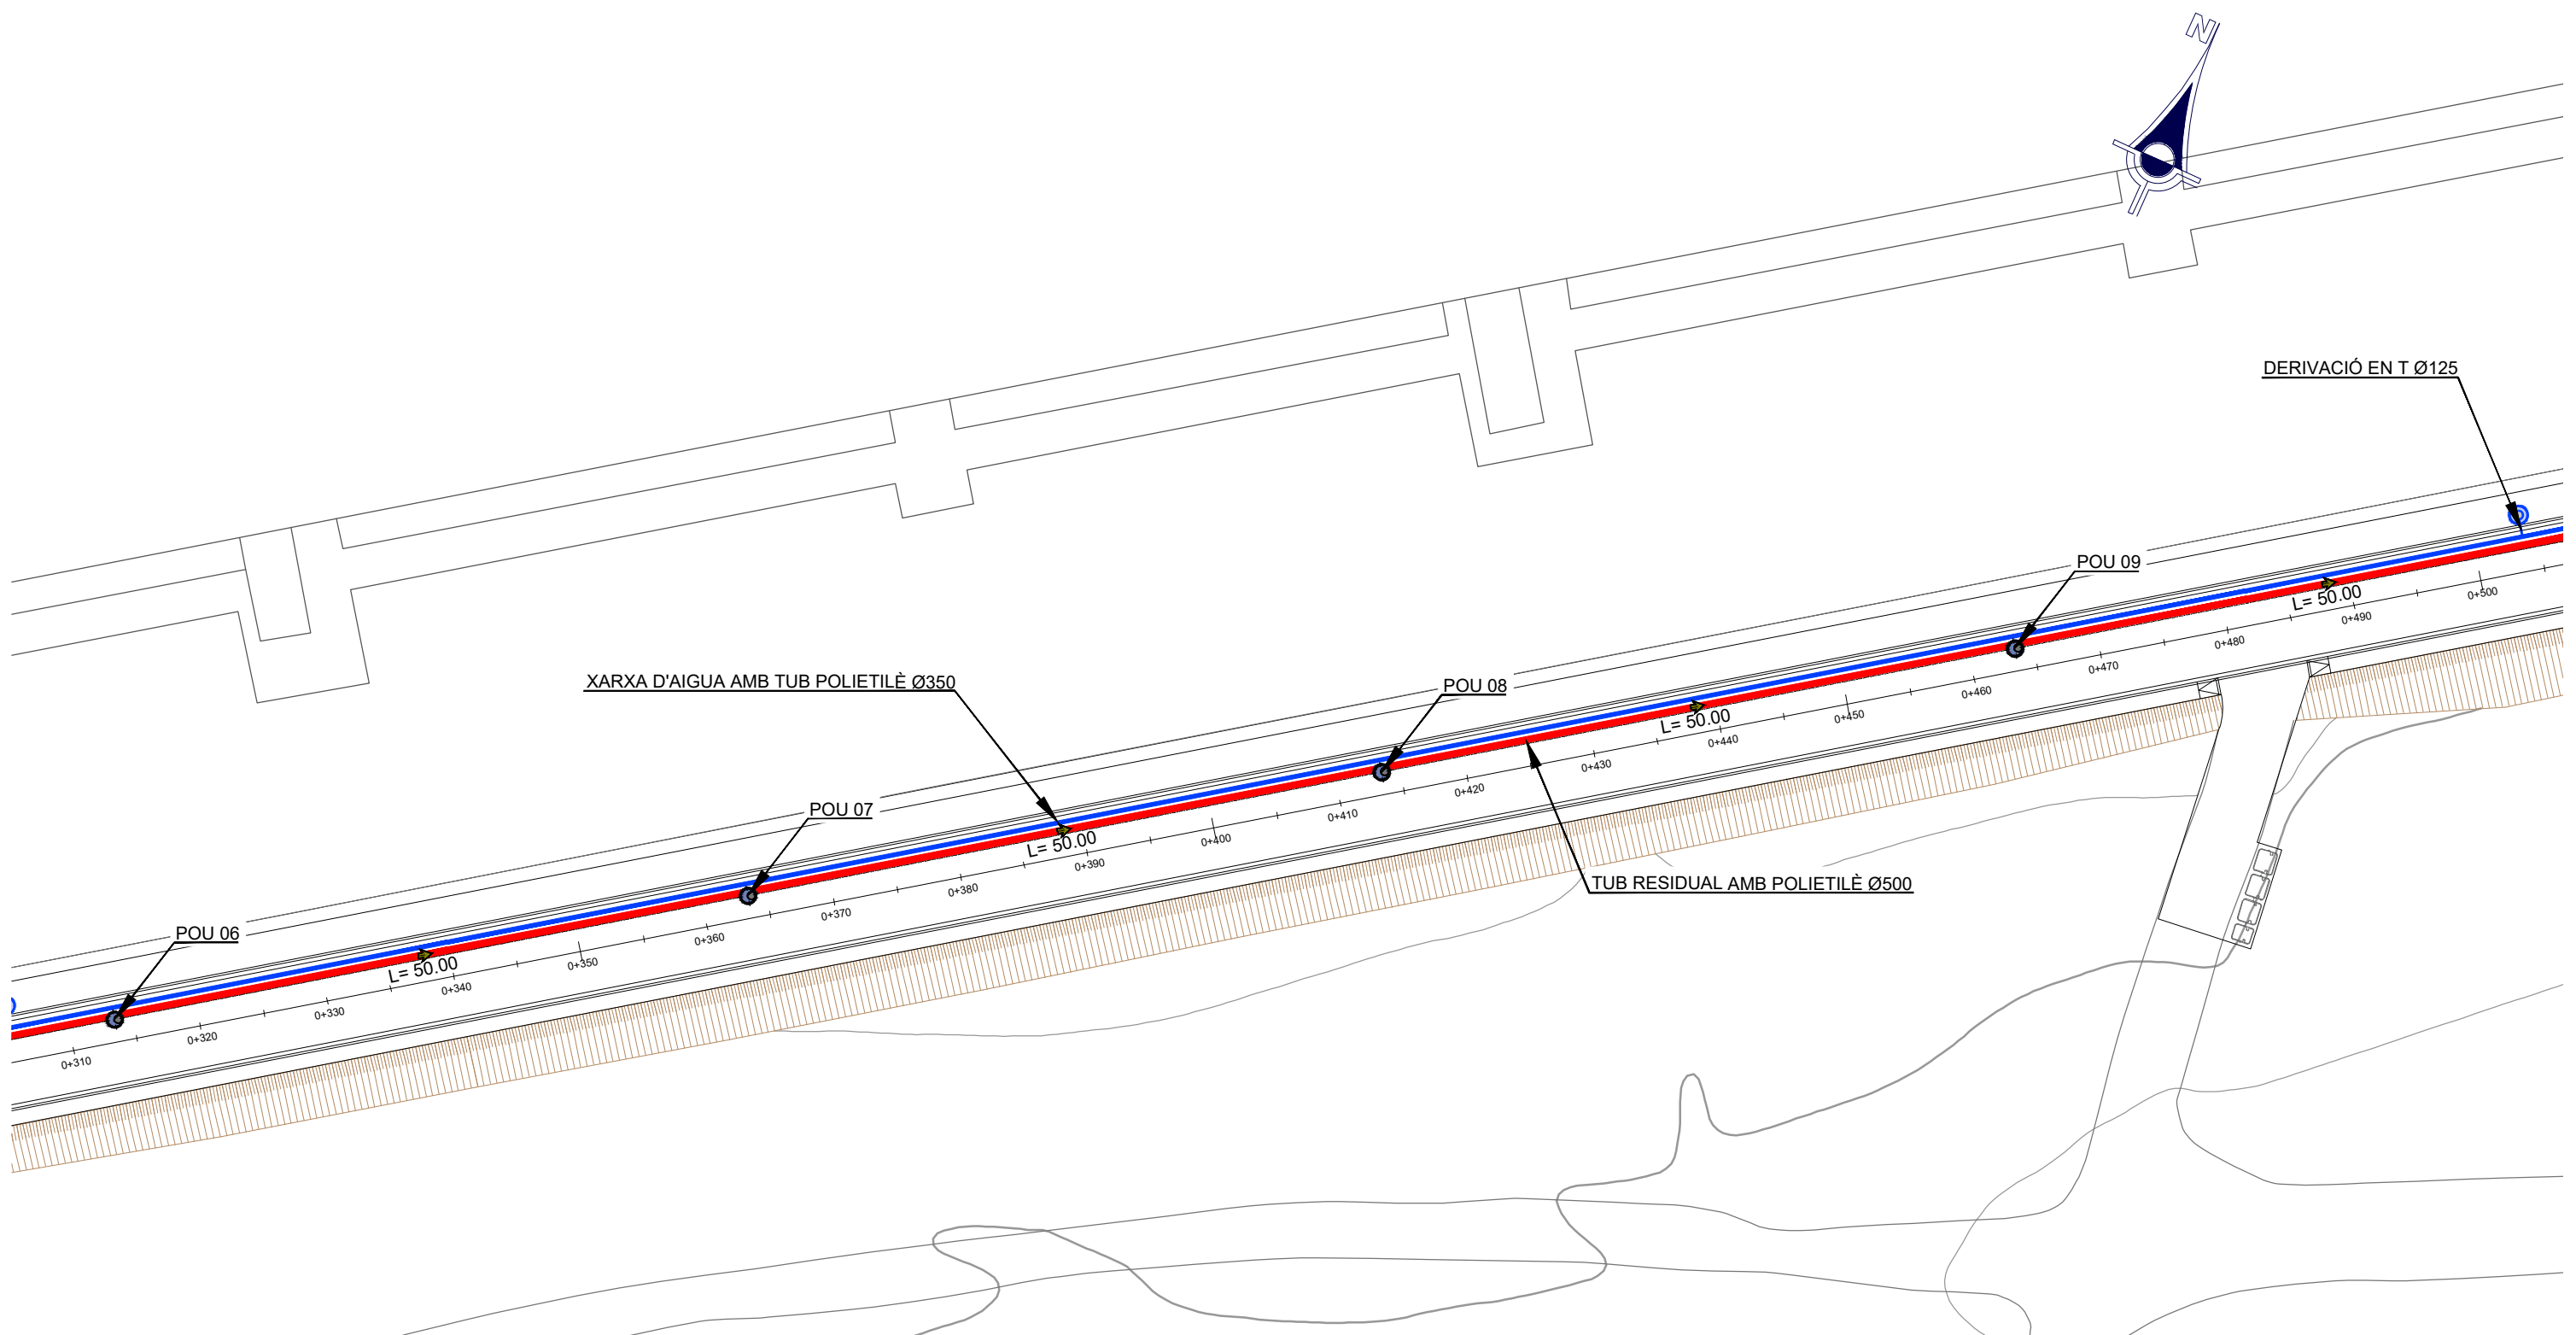 N
DERIVACIÓ EN T Ø125
POU 09
L= 50.00
0+500
0+490
0+480
0+470
0+460
XARXA D'AIGUA AMB TUB POLIETILÈ Ø350
POU 08
L= 50.00
0+450
0+440
0+430
0+420
0+410
TUB RESIDUAL AMB POLIETILÈ Ø500
POU 07
L= 50.00
0+400
0+390
0+380
0+370
0+360
POU 06
L= 50.00
0+350
0+340
0+330
0+320
0+310